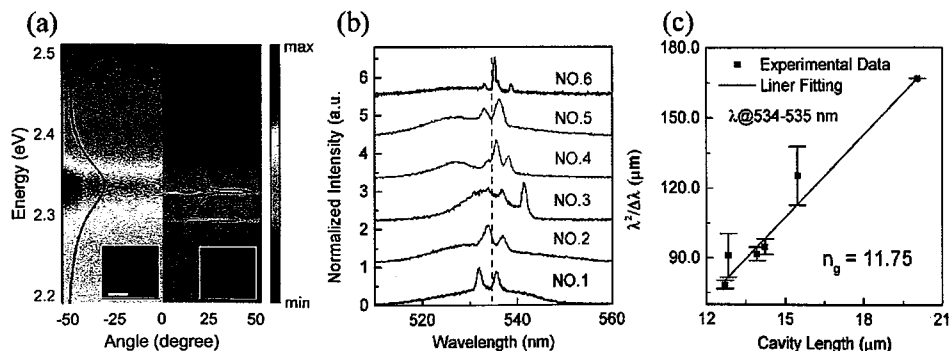 (a)
2.5
2.4
2.3
2.2
Energy (eV)
-50
-25
0
25
50
Angle (degree)
max
min
(b)
6
5
4
3
2
1
0
Normalized Intensity (a.u.)
NO.6
NO.5
NO.4
NO.3
NO.2
NO.1
520
540
560
Wavelength (nm)
(c)
180.0
150.0
120.0
90.0
λ²/Δλ (μm)
Experimental Data
Liner Fitting
λ@534-535 nm
n_g = 11.75
12
15
18
21
Cavity Length (μm)